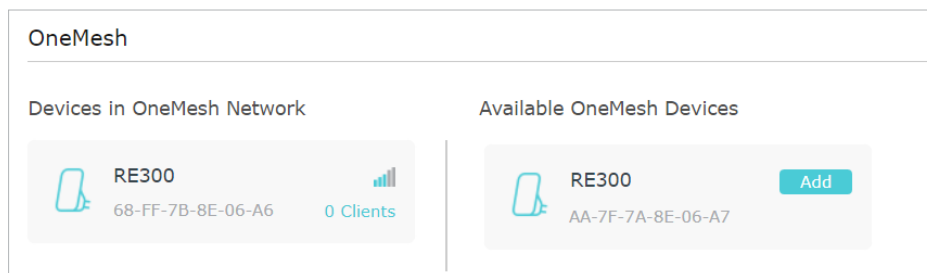 OneMesh
Devices in OneMesh Network
RE300
68-FF-7B-8E-06-A6
0 Clients
Available OneMesh Devices
RE300
Add
AA-7F-7A-8E-06-A7